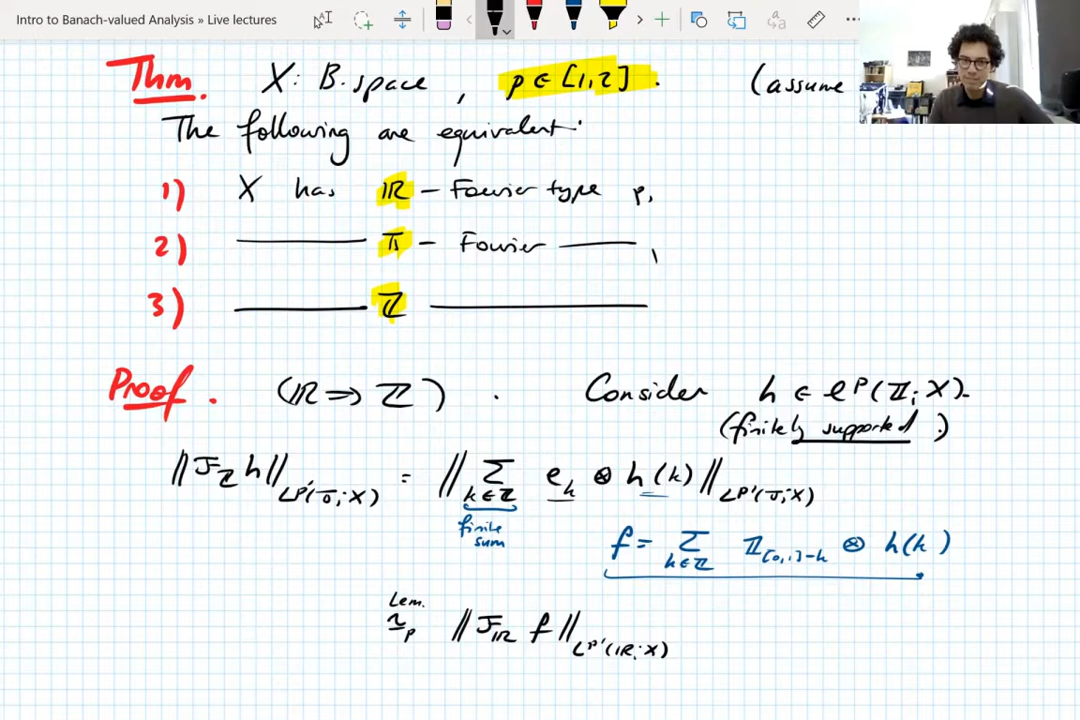 Intro to Banach-valued Analysis » Live lectures
Thm. X: B. space, p ∈ [1,2]. (assume
The following are equivalent:
1) X has ℝ – Fourier type p,
2) ——— 𝕋 – Fourier ———,
3) ——— ℤ ———
Proof. (ℝ ⇒ ℤ). Consider h ∈ ℓᵖ(ℤ; X).
(finitely supported.)
‖F_ℤ h‖_{L^{p'}(𝕋; X)} = ‖ Σ_{k∈ℤ} e_k ⊗ h(k) ‖_{L^{p'}(𝕋; X)}
finite
sum
f = Σ_{k∈ℤ} 𝟙_{[0,1]-k} ⊗ h(k)
Lem.
≂_p ‖F_ℝ f‖_{L^{p'}(ℝ; X)}